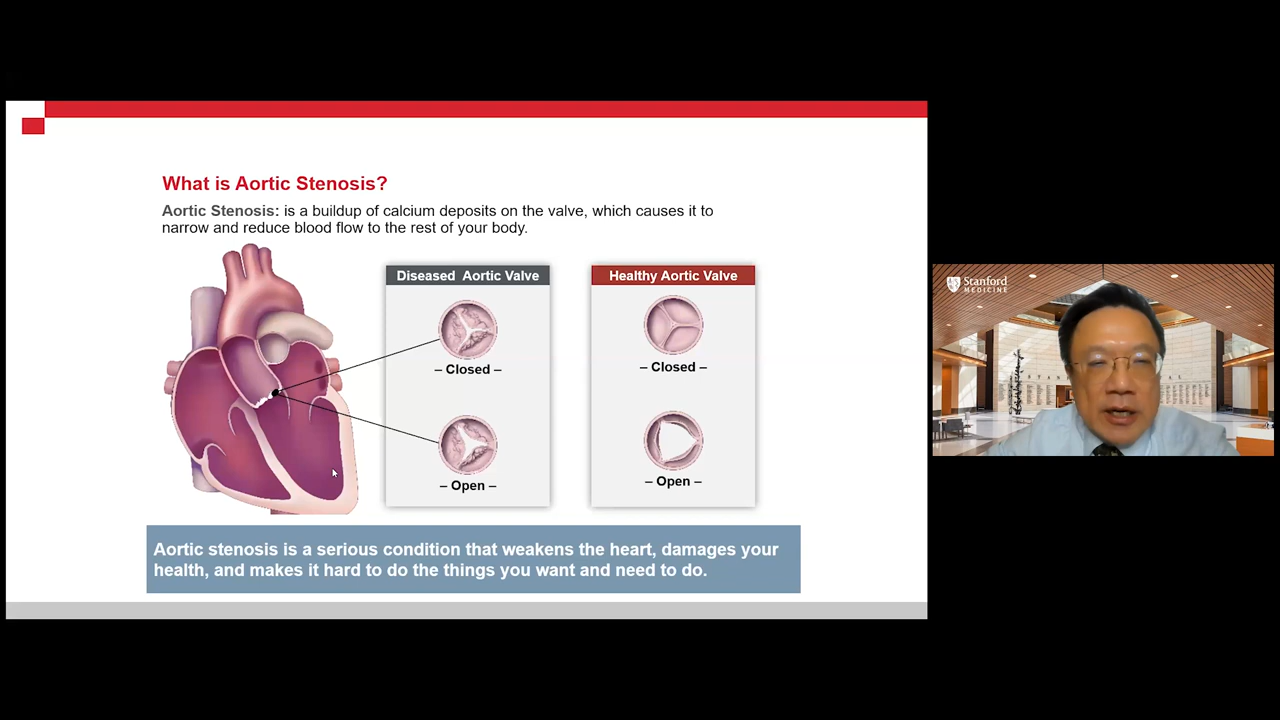 What is Aortic Stenosis?
Aortic Stenosis: is a buildup of calcium deposits on the valve, which causes it to
narrow and reduce blood flow to the rest of your body.
Diseased Aortic Valve
– Closed –
– Open –
Healthy Aortic Valve
– Closed –
– Open –
Aortic stenosis is a serious condition that weakens the heart, damages your
health, and makes it hard to do the things you want and need to do.
Stanford
MEDICINE